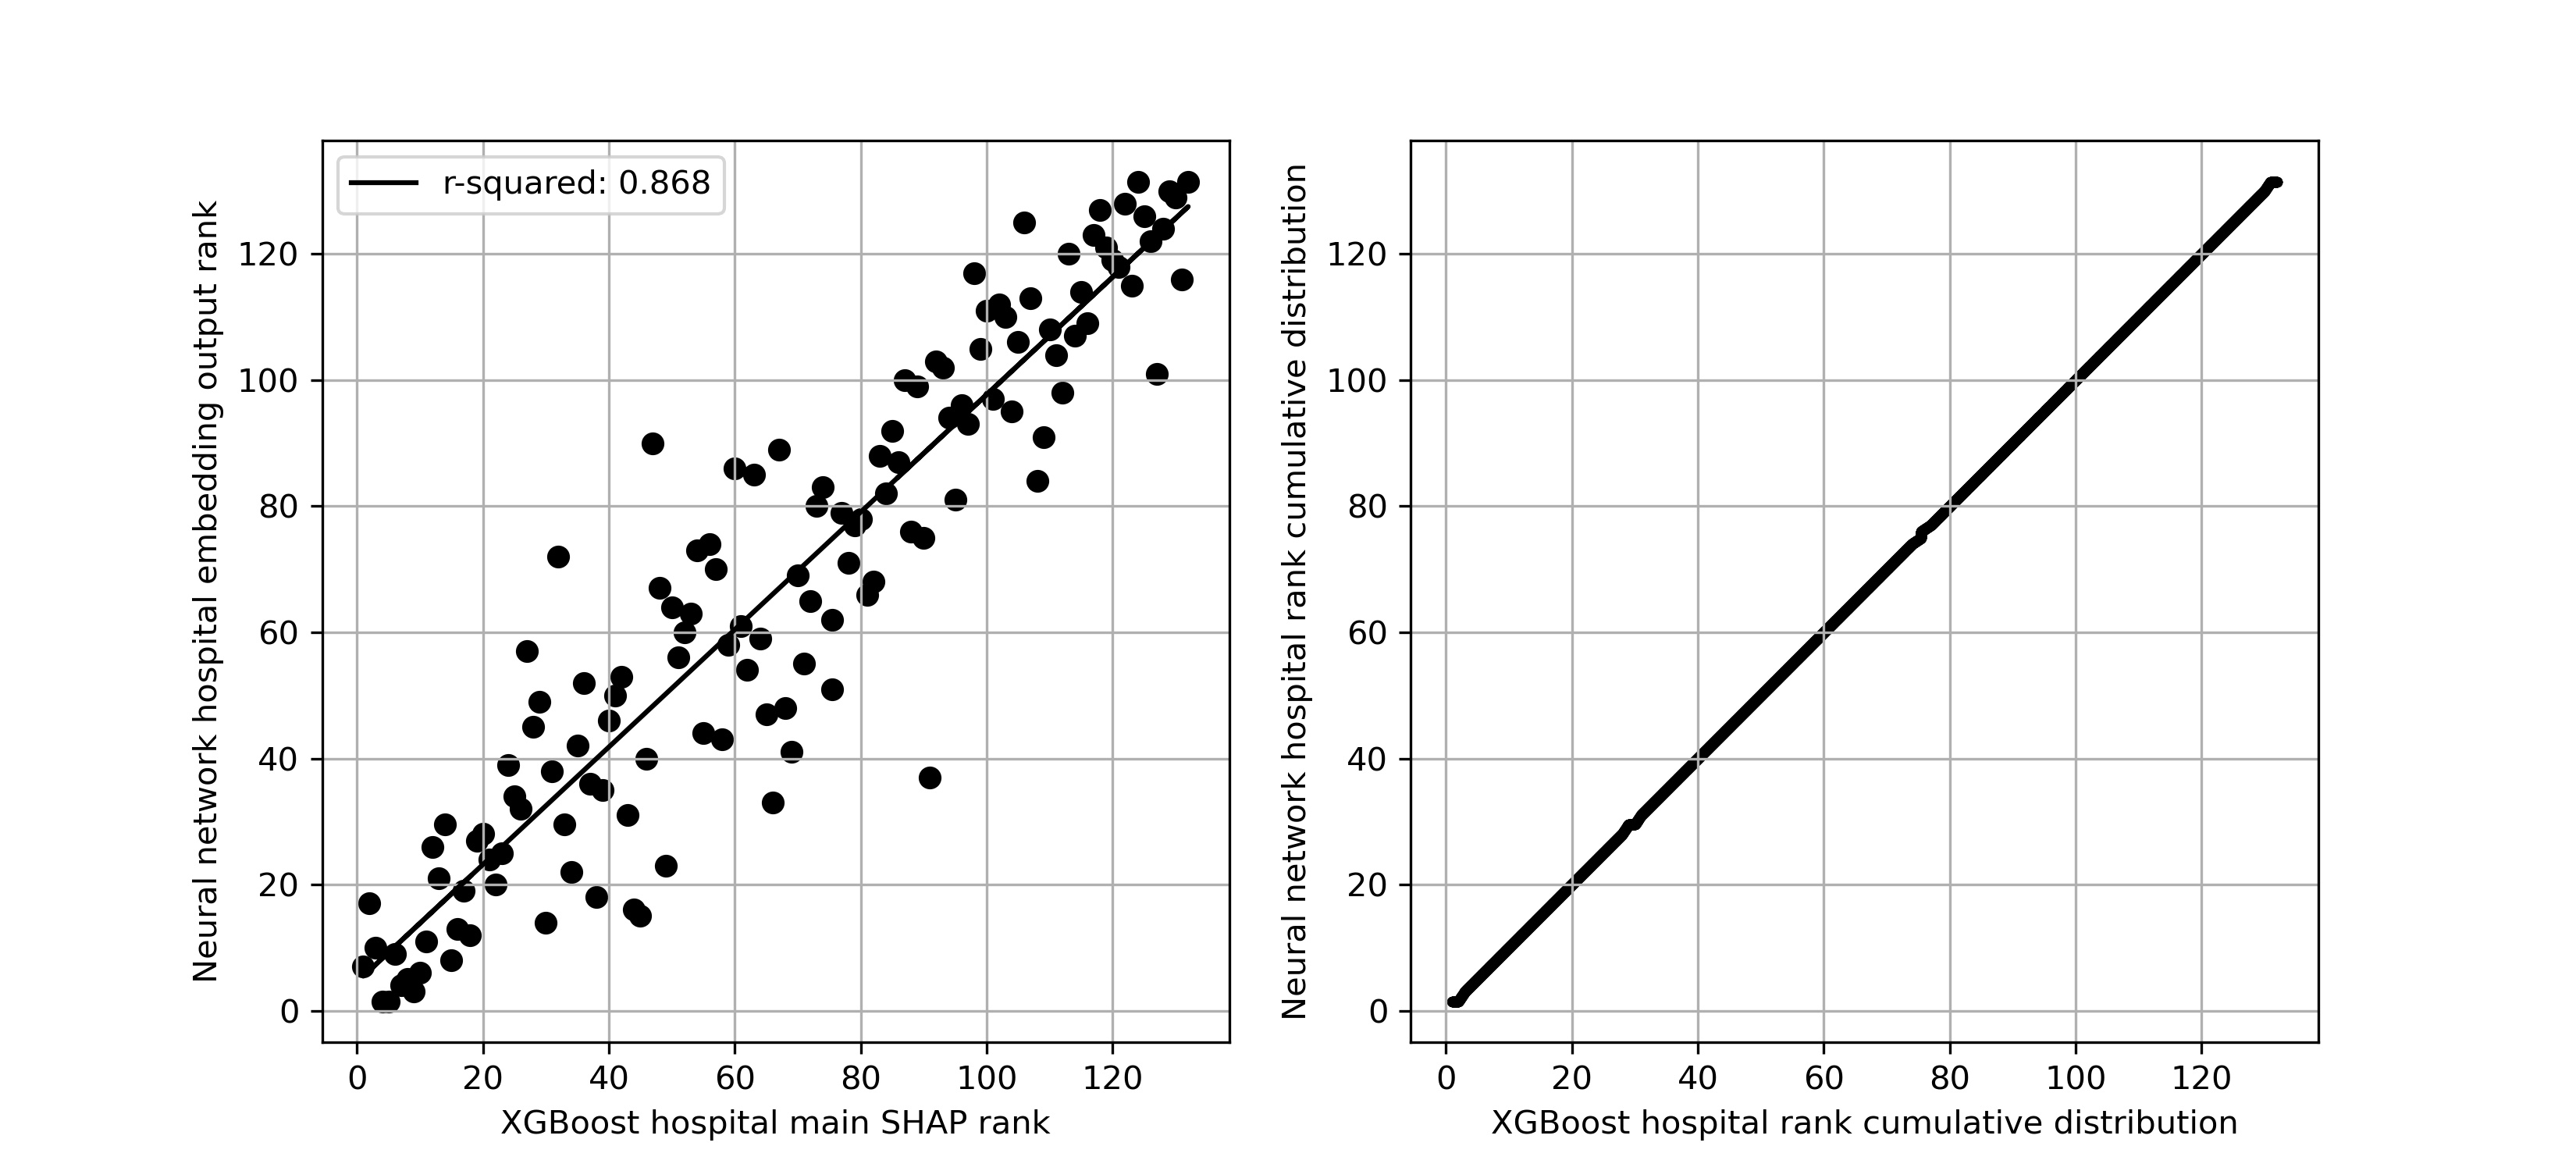 r-squared: 0.868
Neural network hospital embedding output rank
120
100
80
60
40
20
0
0 20 40 60 80 100 120
XGBoost hospital main SHAP rank
Neural network hospital rank cumulative distribution
120
100
80
60
40
20
0
0 20 40 60 80 100 120
XGBoost hospital rank cumulative distribution